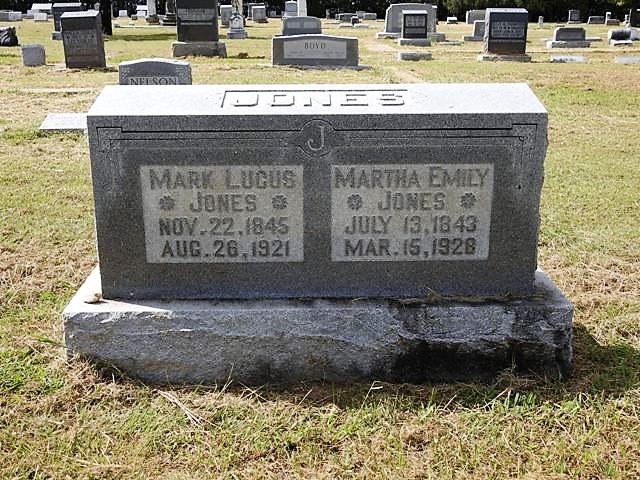 BOYD
NELSON
JONES
J
MARK LUCUS
JONES
NOV. 22, 1845
AUG. 26, 1921
MARTHA EMILY
JONES
JULY 13, 1843
MAR. 15, 1926